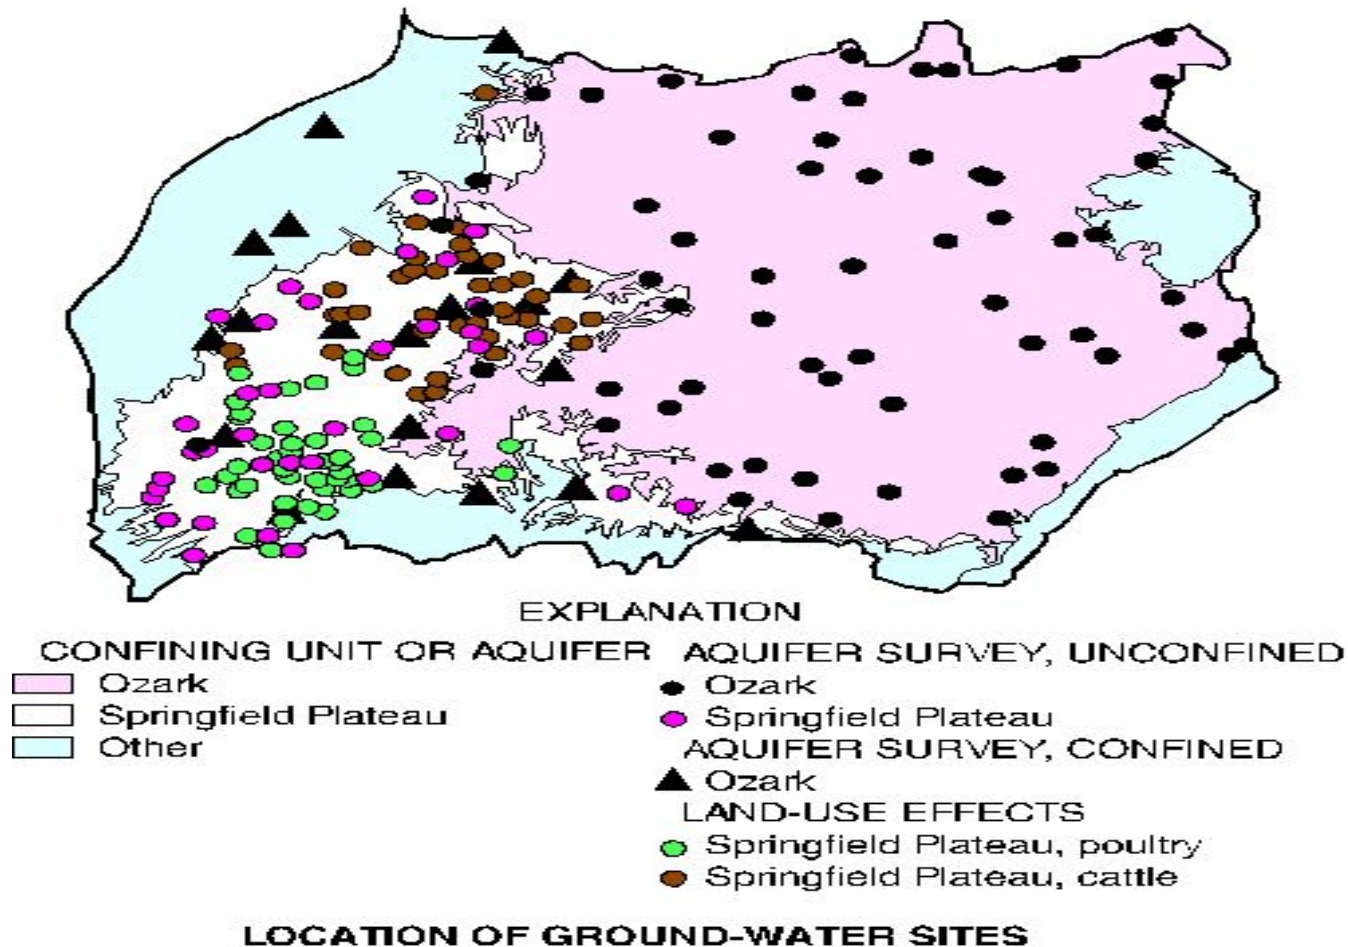 EXPLANATION
CONFINING UNIT OR AQUIFER
Ozark
Springfield Plateau
Other
AQUIFER SURVEY, UNCONFINED
Ozark
Springfield Plateau
AQUIFER SURVEY, CONFINED
Ozark
LAND-USE EFFECTS
Springfield Plateau, poultry
Springfield Plateau, cattle
LOCATION OF GROUND-WATER SITES